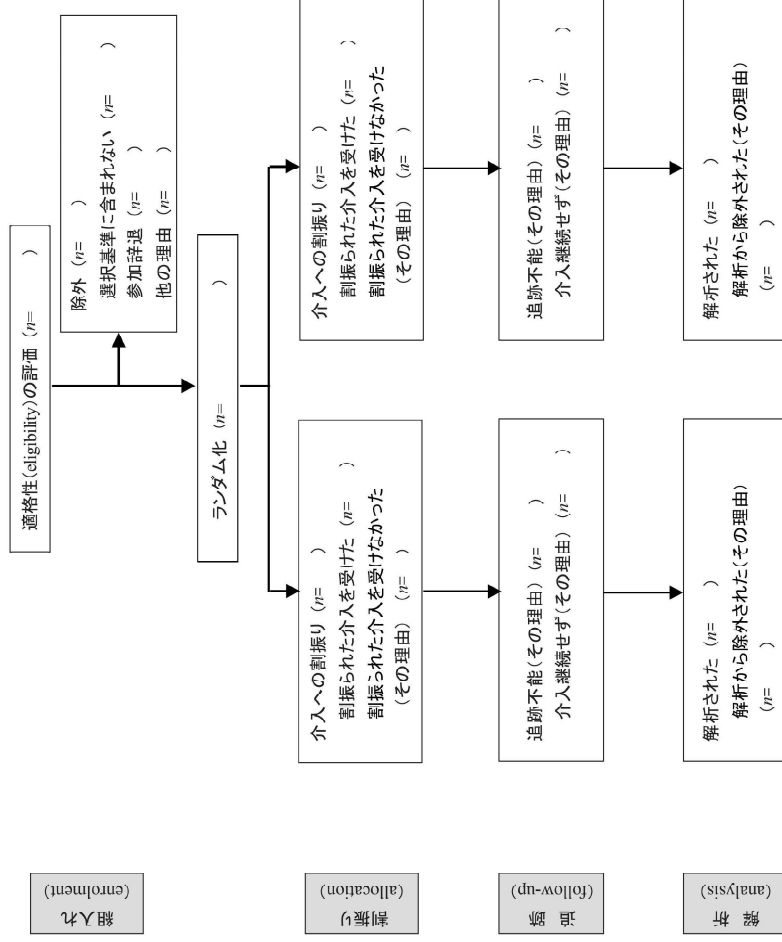 組入れ
(enrolment)
適格性(eligibility)の評価 (n= )
除外 (n= )
選択基準に含まれない (n= )
参加辞退 (n= )
他の理由 (n= )
ランダム化 (n= )
割振り
(allocation)
介入への割振り (n= )
割振られた介入を受けた (n= )
割振られた介入を受けなかった
(その理由) (n= )
介入への割振り (n= )
割振られた介入を受けた (n= )
割振られた介入を受けなかった
(その理由) (n= )
追 跡
(follow-up)
追跡不能(その理由) (n= )
介入継続せず(その理由) (n= )
追跡不能(その理由) (n= )
介入継続せず(その理由) (n= )
解 析
(analysis)
解析された (n= )
解析から除外された(その理由)
(n= )
解析された (n= )
解析から除外された(その理由)
(n= )